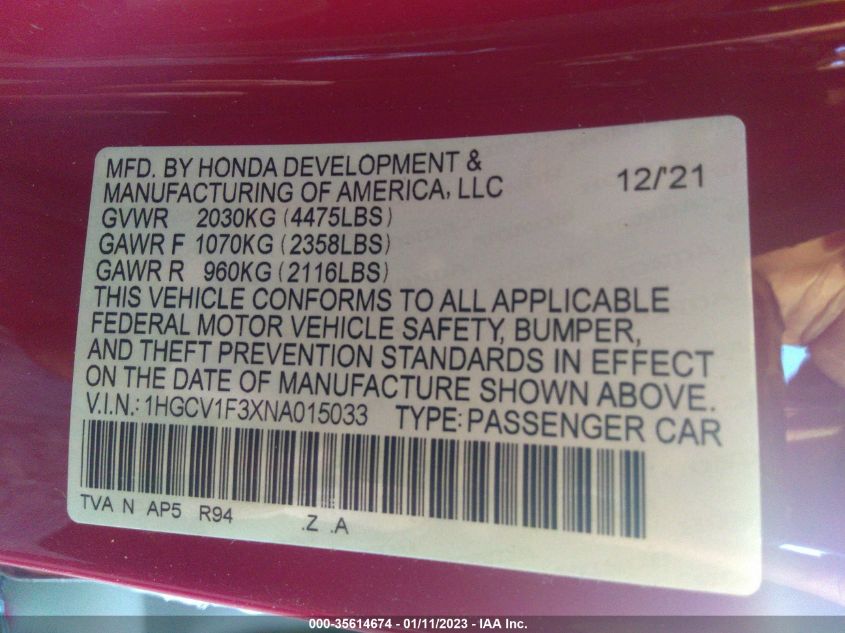 MFD. BY HONDA DEVELOPMENT &
MANUFACTURING OF AMERICA, LLC 12/'21
GVWR 2030KG (4475LBS)
GAWR F 1070KG (2358LBS)
GAWR R 960KG (2116LBS)
THIS VEHICLE CONFORMS TO ALL APPLICABLE
FEDERAL MOTOR VEHICLE SAFETY, BUMPER,
AND THEFT PREVENTION STANDARDS IN EFFECT
ON THE DATE OF MANUFACTURE SHOWN ABOVE.
V.I.N.: 1HGCV1F3XNA015033 TYPE: PASSENGER CAR
TVA N AP5 R94 .Z .A
000-35614674 - 01/11/2023 - IAA Inc.